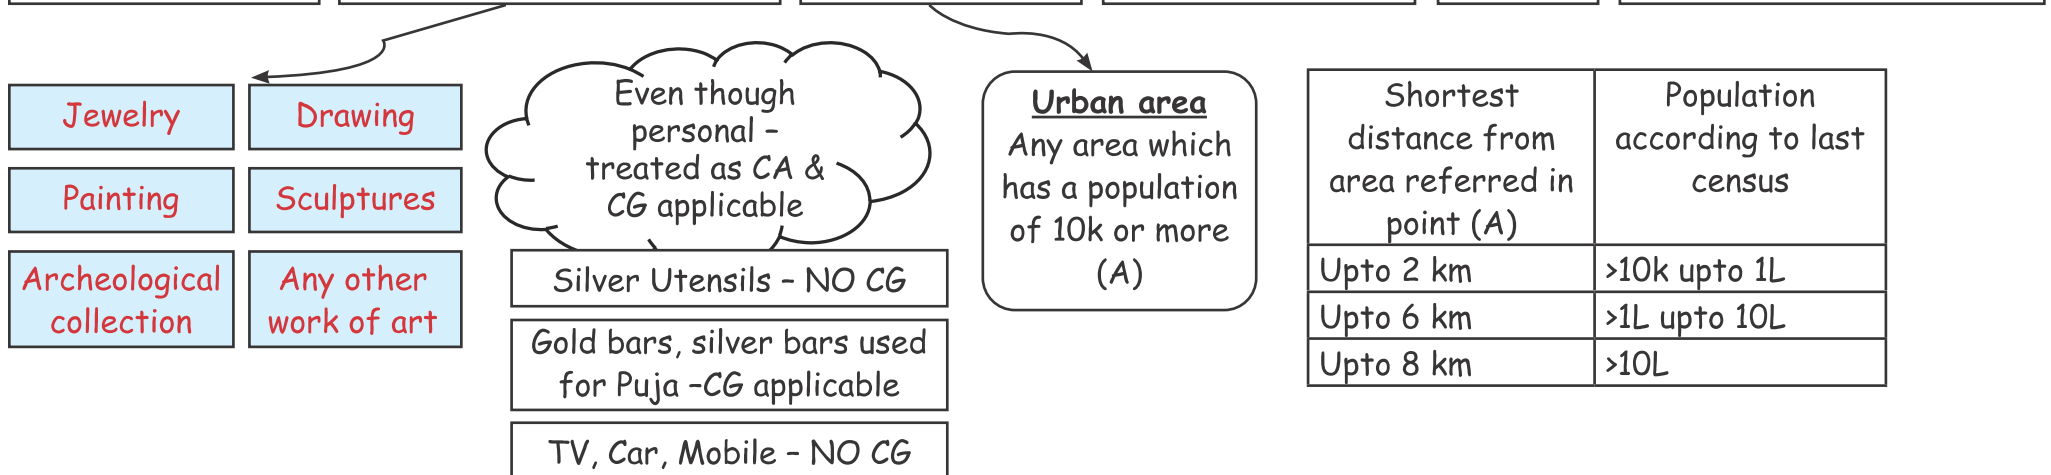 Jewelry
Drawing
Painting
Sculptures
Archeological
collection
Any other
work of art
Even though
personal –
treated as CA &
CG applicable
Silver Utensils – NO CG
Gold bars, silver bars used
for Puja –CG applicable
TV, Car, Mobile – NO CG
Urban area
Any area which
has a population
of 10k or more
(A)
Shortest
distance from
area referred in
point (A)
Population
according to last
census
Upto 2 km
>10k upto 1L
Upto 6 km
>1L upto 10L
Upto 8 km
>10L